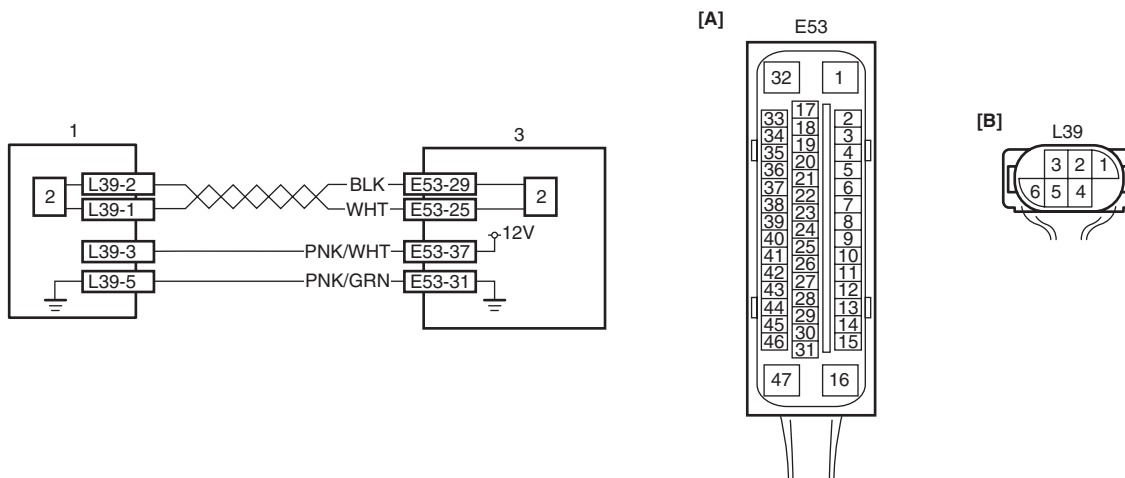 1
2
L39-2
L39-1
L39-3
L39-5
BLK
WHT
PNK/WHT
PNK/GRN
3
E53-29
E53-25
E53-37
E53-31
2
12V
[A]
E53
32 1
17
33 2
18
34 3
19
35 4
20
36 5
21
37 6
22
38 7
23
39 8
24
40 9
25
41 10
26
42 11
27
43 12
28
44 13
29
45 14
30
46 15
31
47 16
[B]
L39
3 2 1
6 5 4